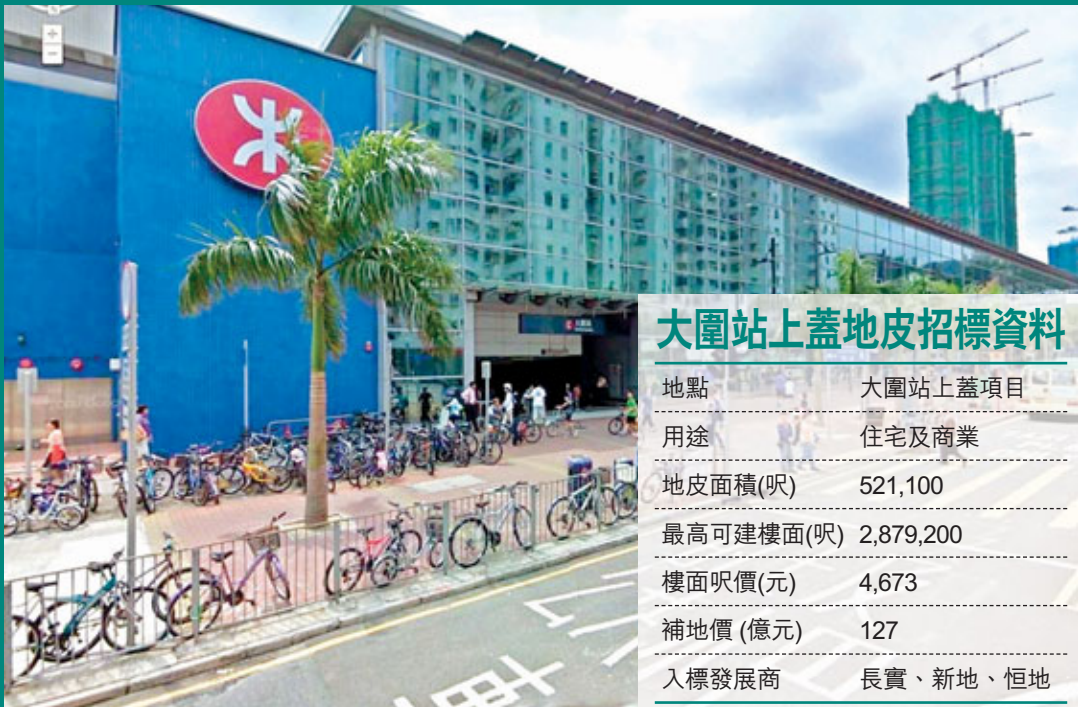 大圍站上蓋地皮招標資料
地點 大圍站上蓋項目
用途 住宅及商業
地皮面積(呎) 521,100
最高可建樓面(呎) 2,879,200
樓面呎價(元) 4,673
補地價 (億元) 127
入標發展商 長實、新地、恒地